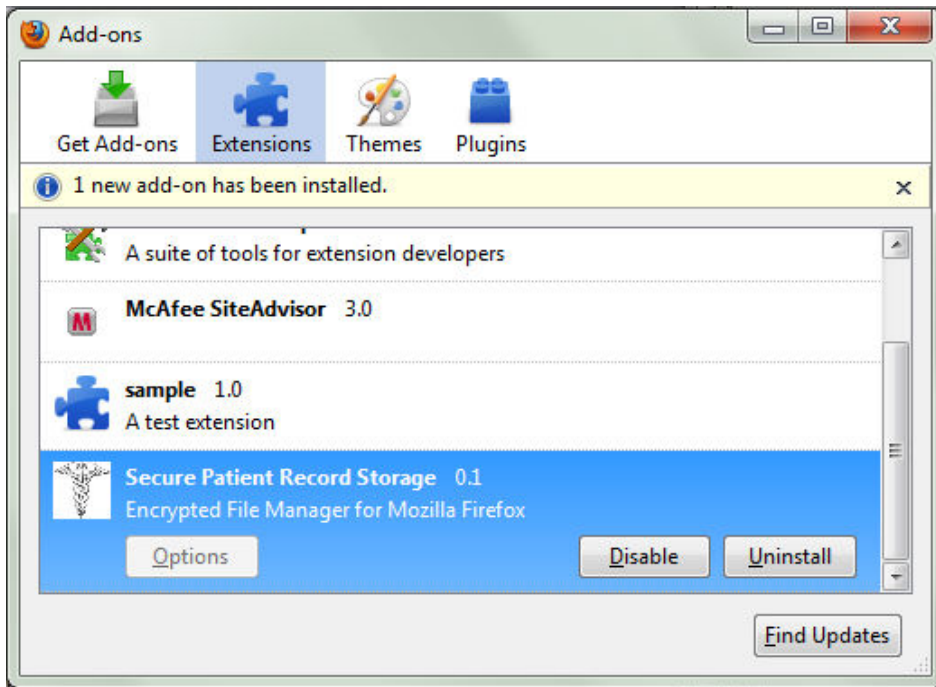 Add-ons
Get Add-ons Extensions Themes Plugins
1 new add-on has been installed.
A suite of tools for extension developers
McAfee SiteAdvisor 3.0
sample 1.0
A test extension
Secure Patient Record Storage 0.1
Encrypted File Manager for Mozilla Firefox
Options Disable Uninstall
Find Updates